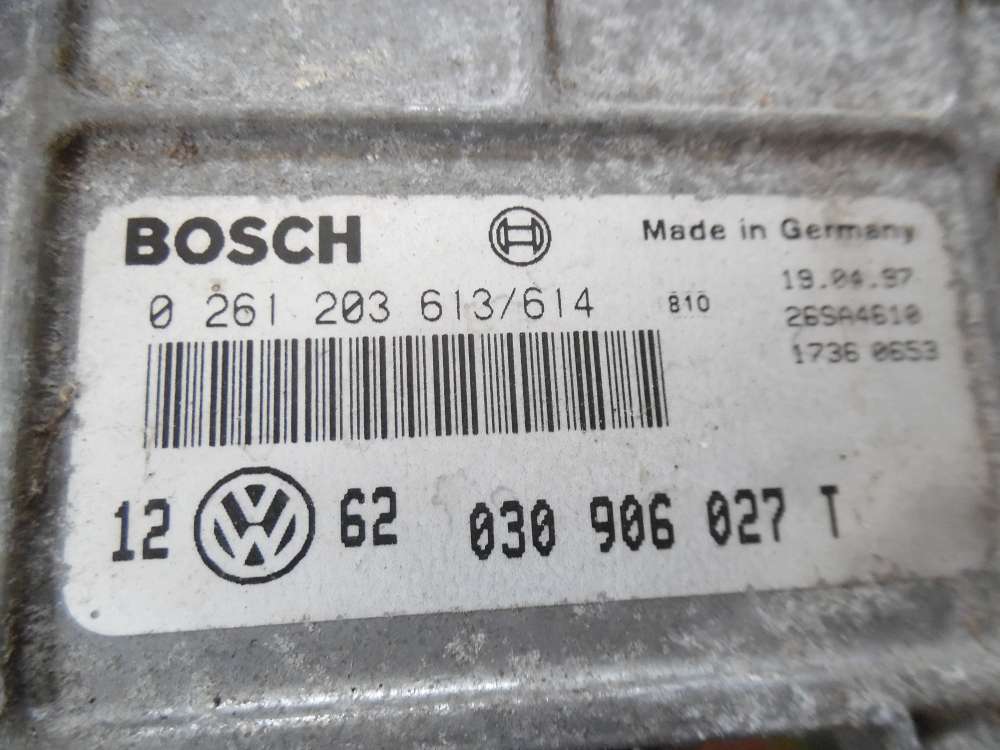 BOSCH
Made in Germany
0 261 203 613/614
810
19.04.97
26SA4610
1736 0653
12 VW 62 030 906 027 T